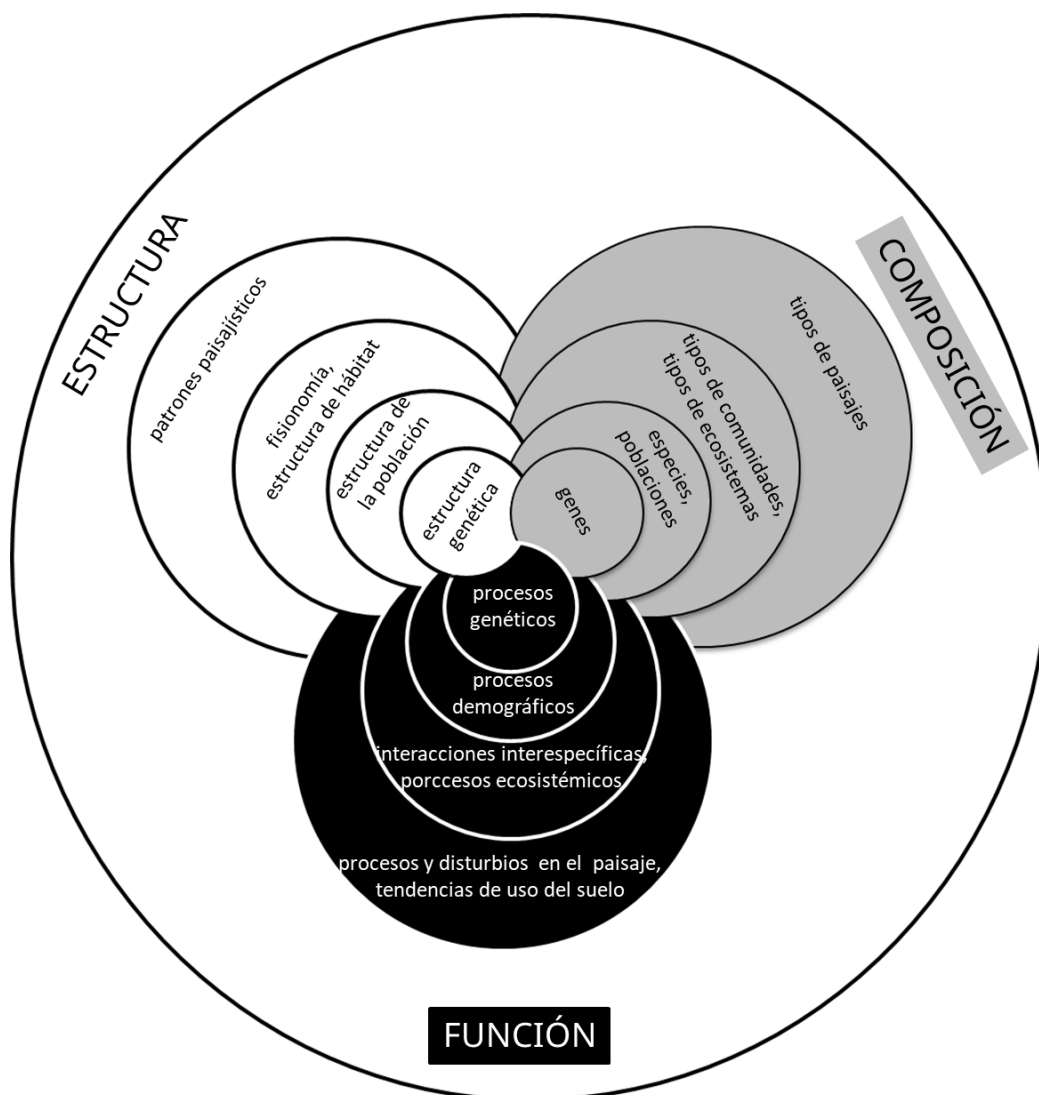 ESTRUCTURA
patrones paisajísticos
fisionomía,
estructura de hábitat
estructura de
la población
estructura
genética
COMPOSICIÓN
tipos de paisajes
tipos de comunidades,
tipos de ecosistemas
especies,
poblaciones
genes
procesos
genéticos
procesos
demográficos
interacciones interespecíficas,
porccesos ecosistémicos
procesos y disturbios en el paisaje,
tendencias de uso del suelo
FUNCIÓN